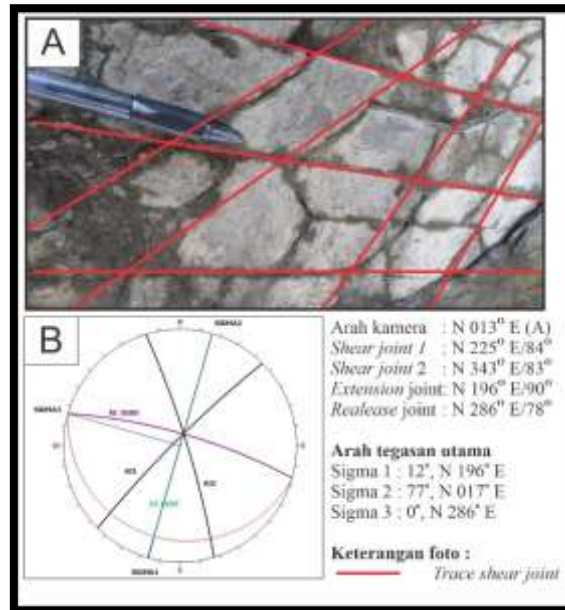 A
B
Arah kamera : N 013° E (A)
Shear joint 1 : N 225° E/84°
Shear joint 2 : N 343° E/83°
Extension joint: N 196° E/90°
Realease joint : N 286° E/78°
Arah tegasan utama
Sigma 1 : 12°, N 196° E
Sigma 2 : 77°, N 017° E
Sigma 3 : 0°, N 286° E
Keterangan foto :
Trace shear joint